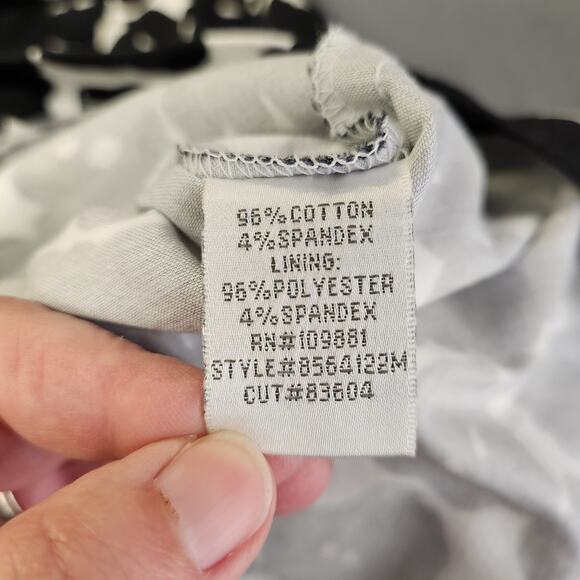 96%COTTON
4%SPANDEX
LINING:
96%POLYESTER
4%SPANDEX
RN#109881
STYLE#8564122M
CUT#83604